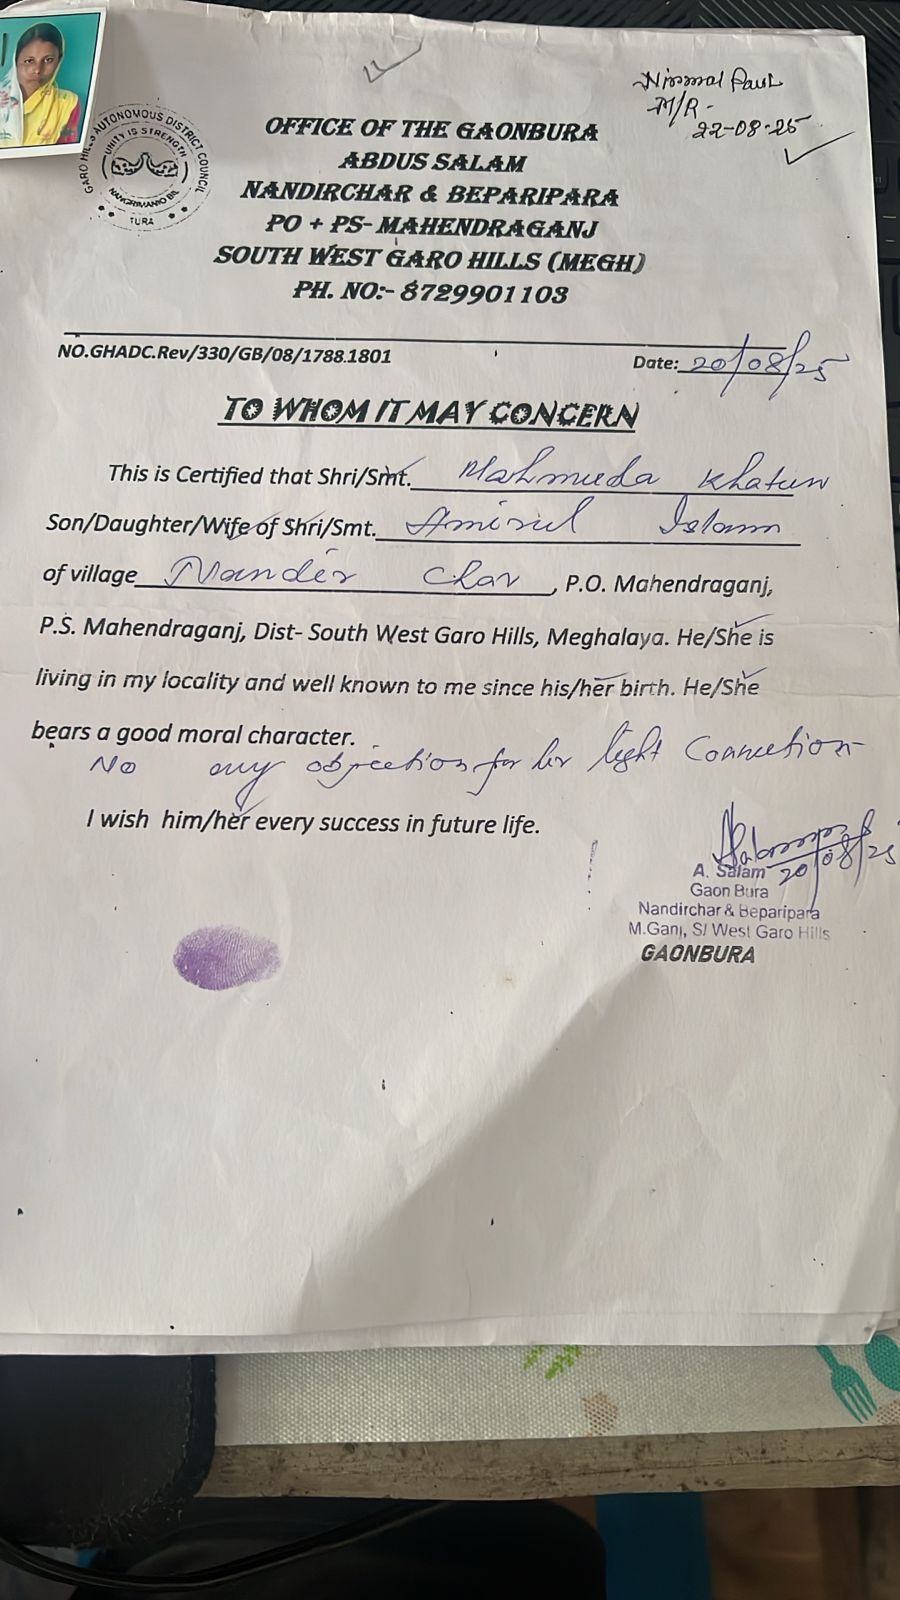 Nirmal Paul
M/R-
22-08-25
GARO HILLS AUTONOMOUS DISTRICT COUNCIL
UNITY IS STRENGTH
TURA
OFFICE OF THE GAONBURA
ABDUS SALAM
NANDIRCHAR & BEPARIPARA
PO + PS- MAHENDRAGANJ
SOUTH WEST GARO HILLS (MEGH)
PH. NO:- 8729901103
NO.GHADC.Rev/330/GB/08/1788.1801
Date: 20/08/25
TO WHOM IT MAY CONCERN
This is Certified that Shri/Smt. Mahmuda Khatun
Son/Daughter/Wife of Shri/Smt. Amirul Islam
of village Nandir Char, P.O. Mahendraganj,
P.S. Mahendraganj, Dist- South West Garo Hills, Meghalaya. He/She is
living in my locality and well known to me since his/her birth. He/She
bears a good moral character.
No any objection for her light Connection
I wish him/her every success in future life.
20/08/25
A. Salam
Gaon Bura
Nandirchar & Beparipara
M.Ganj, S/ West Garo Hills
GAONBURA